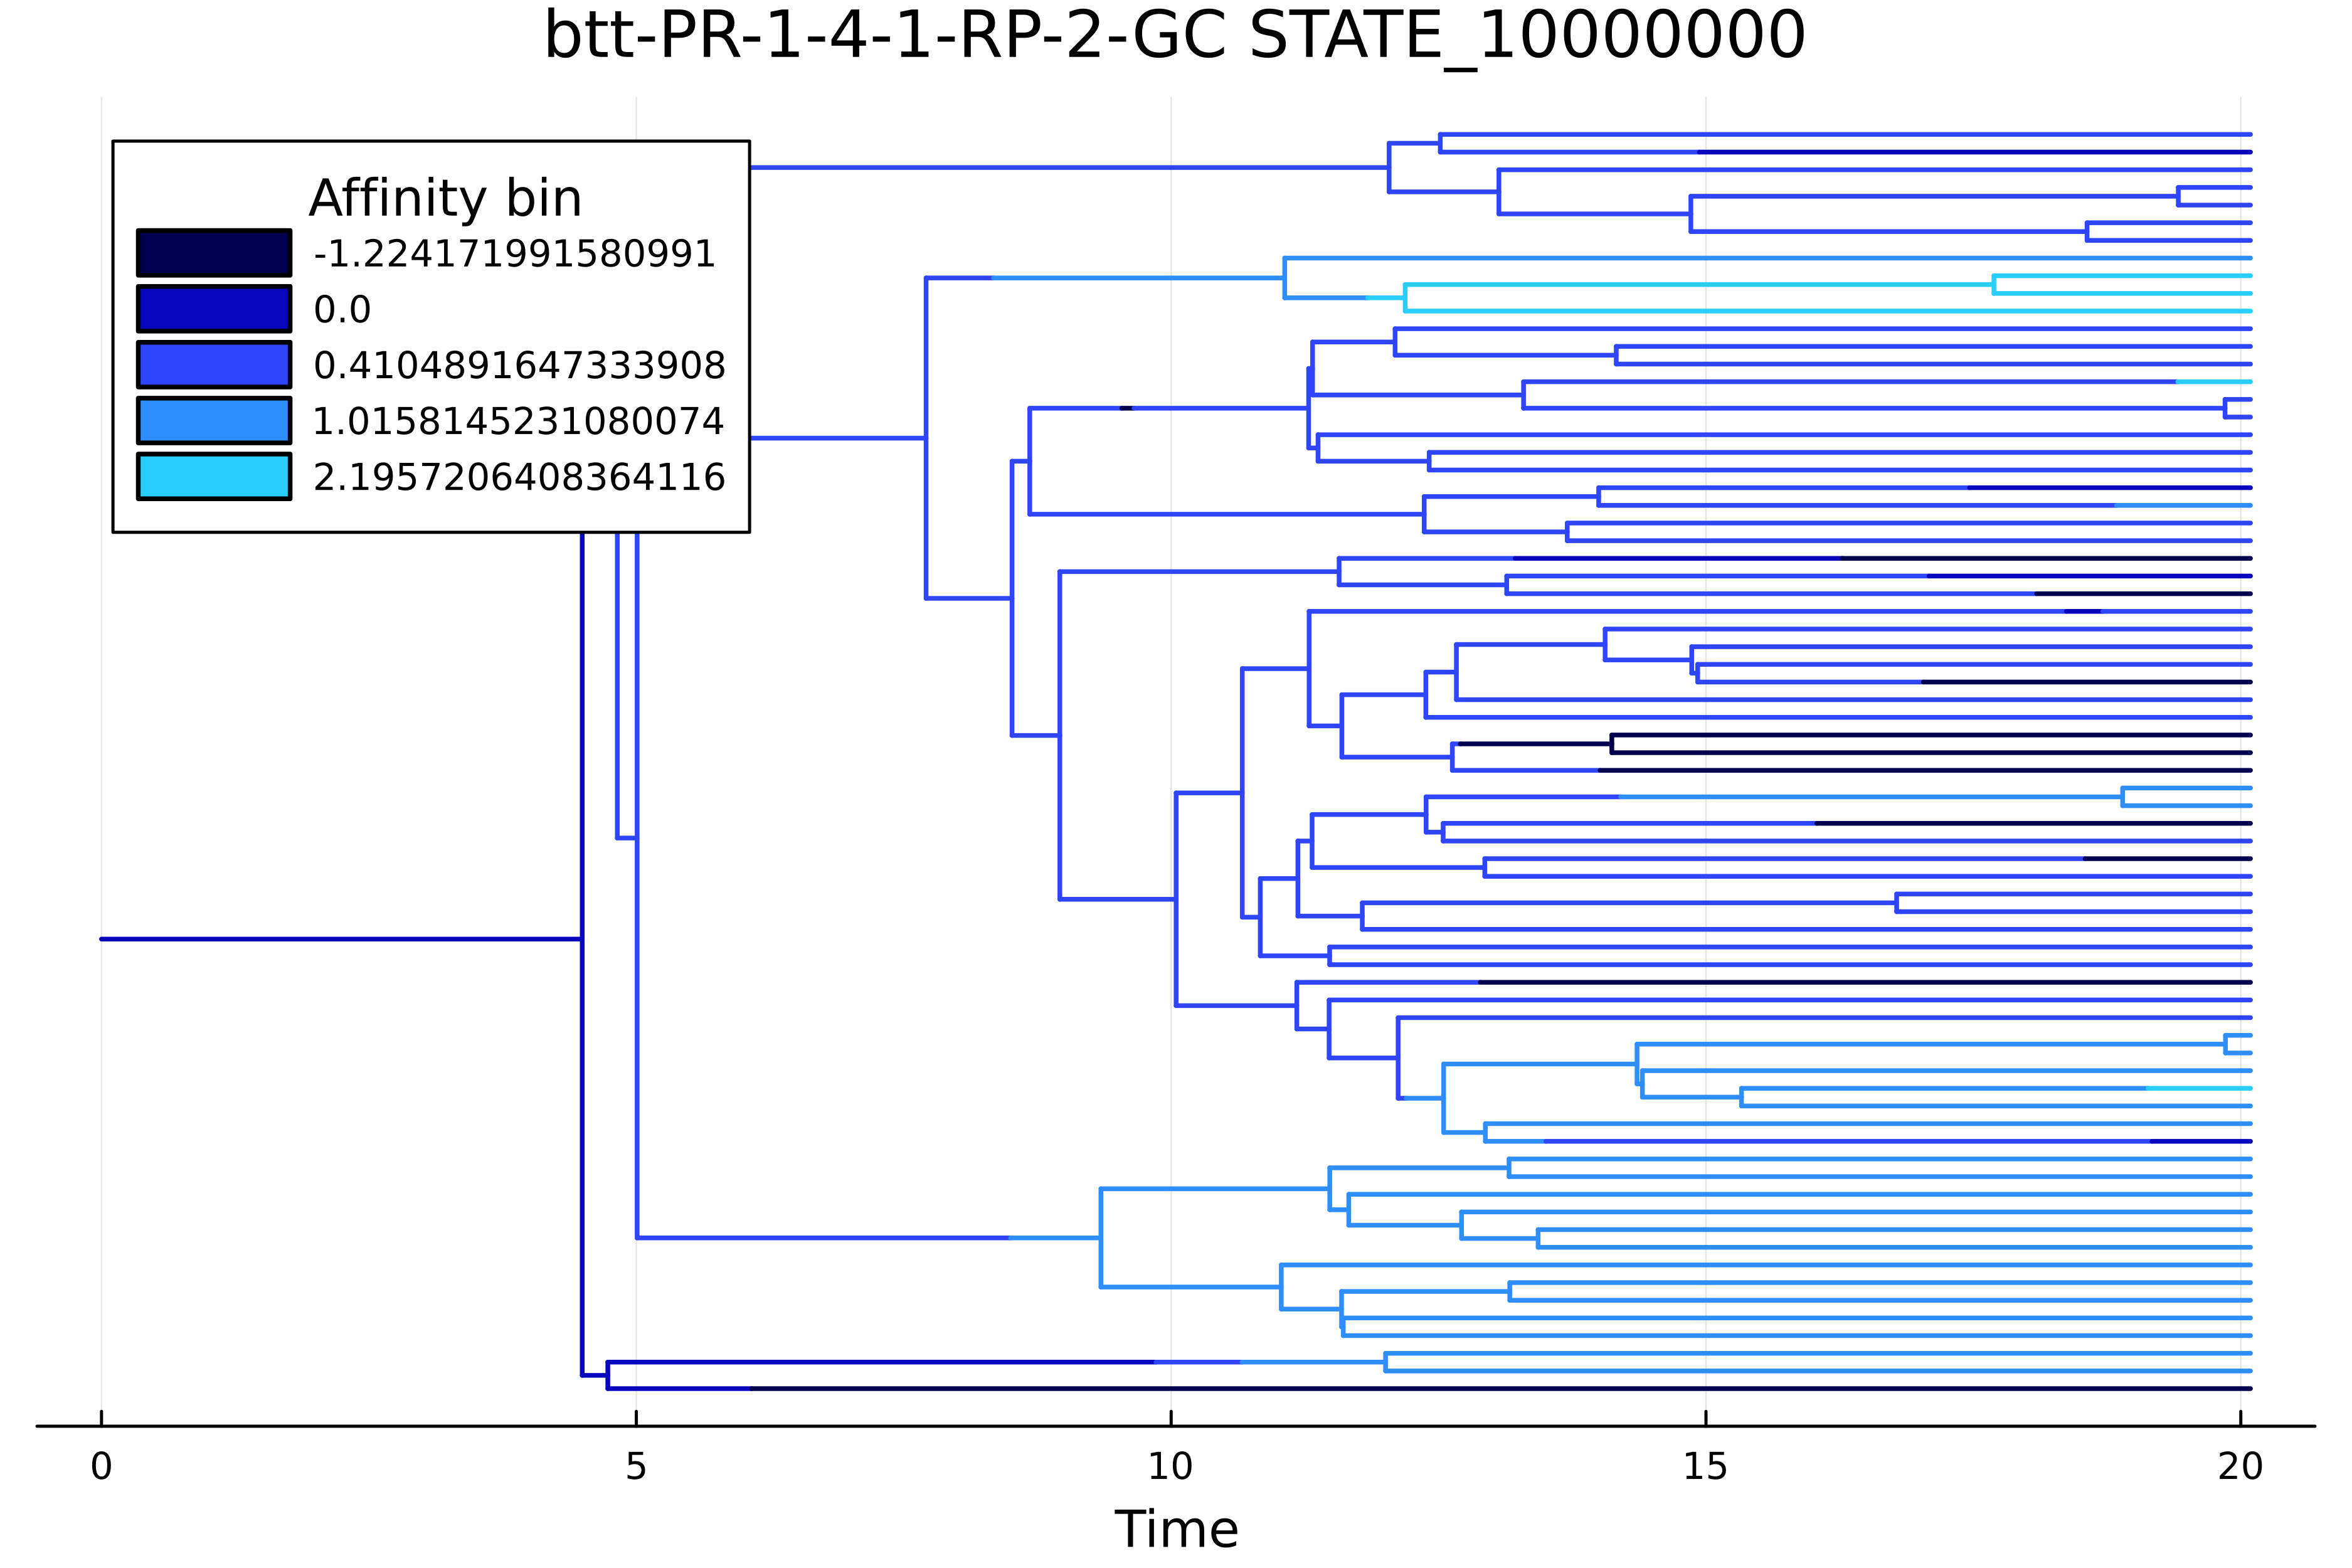 btt-PR-1-4-1-RP-2-GC STATE_10000000
Affinity bin
-1.224171991580991
0.0
0.4104891647333908
1.0158145231080074
2.1957206408364116
0 5 10 15 20
Time